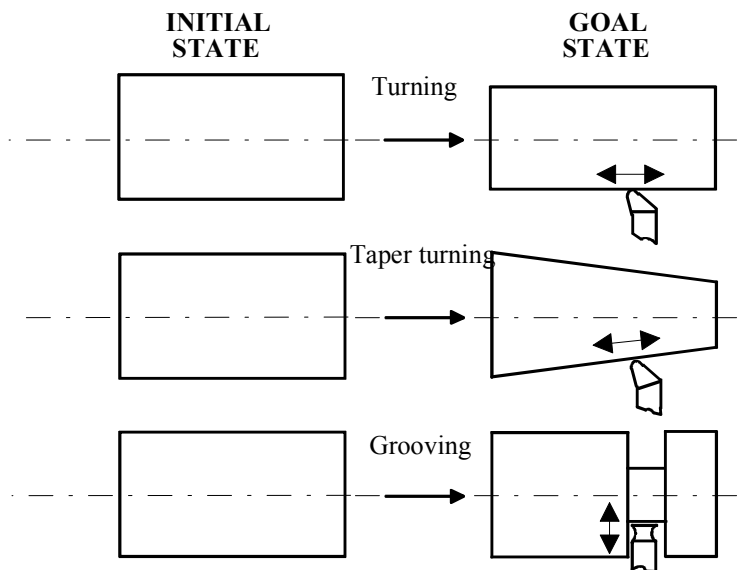 INITIAL
STATE
GOAL
STATE
Turning
Taper turning
Grooving